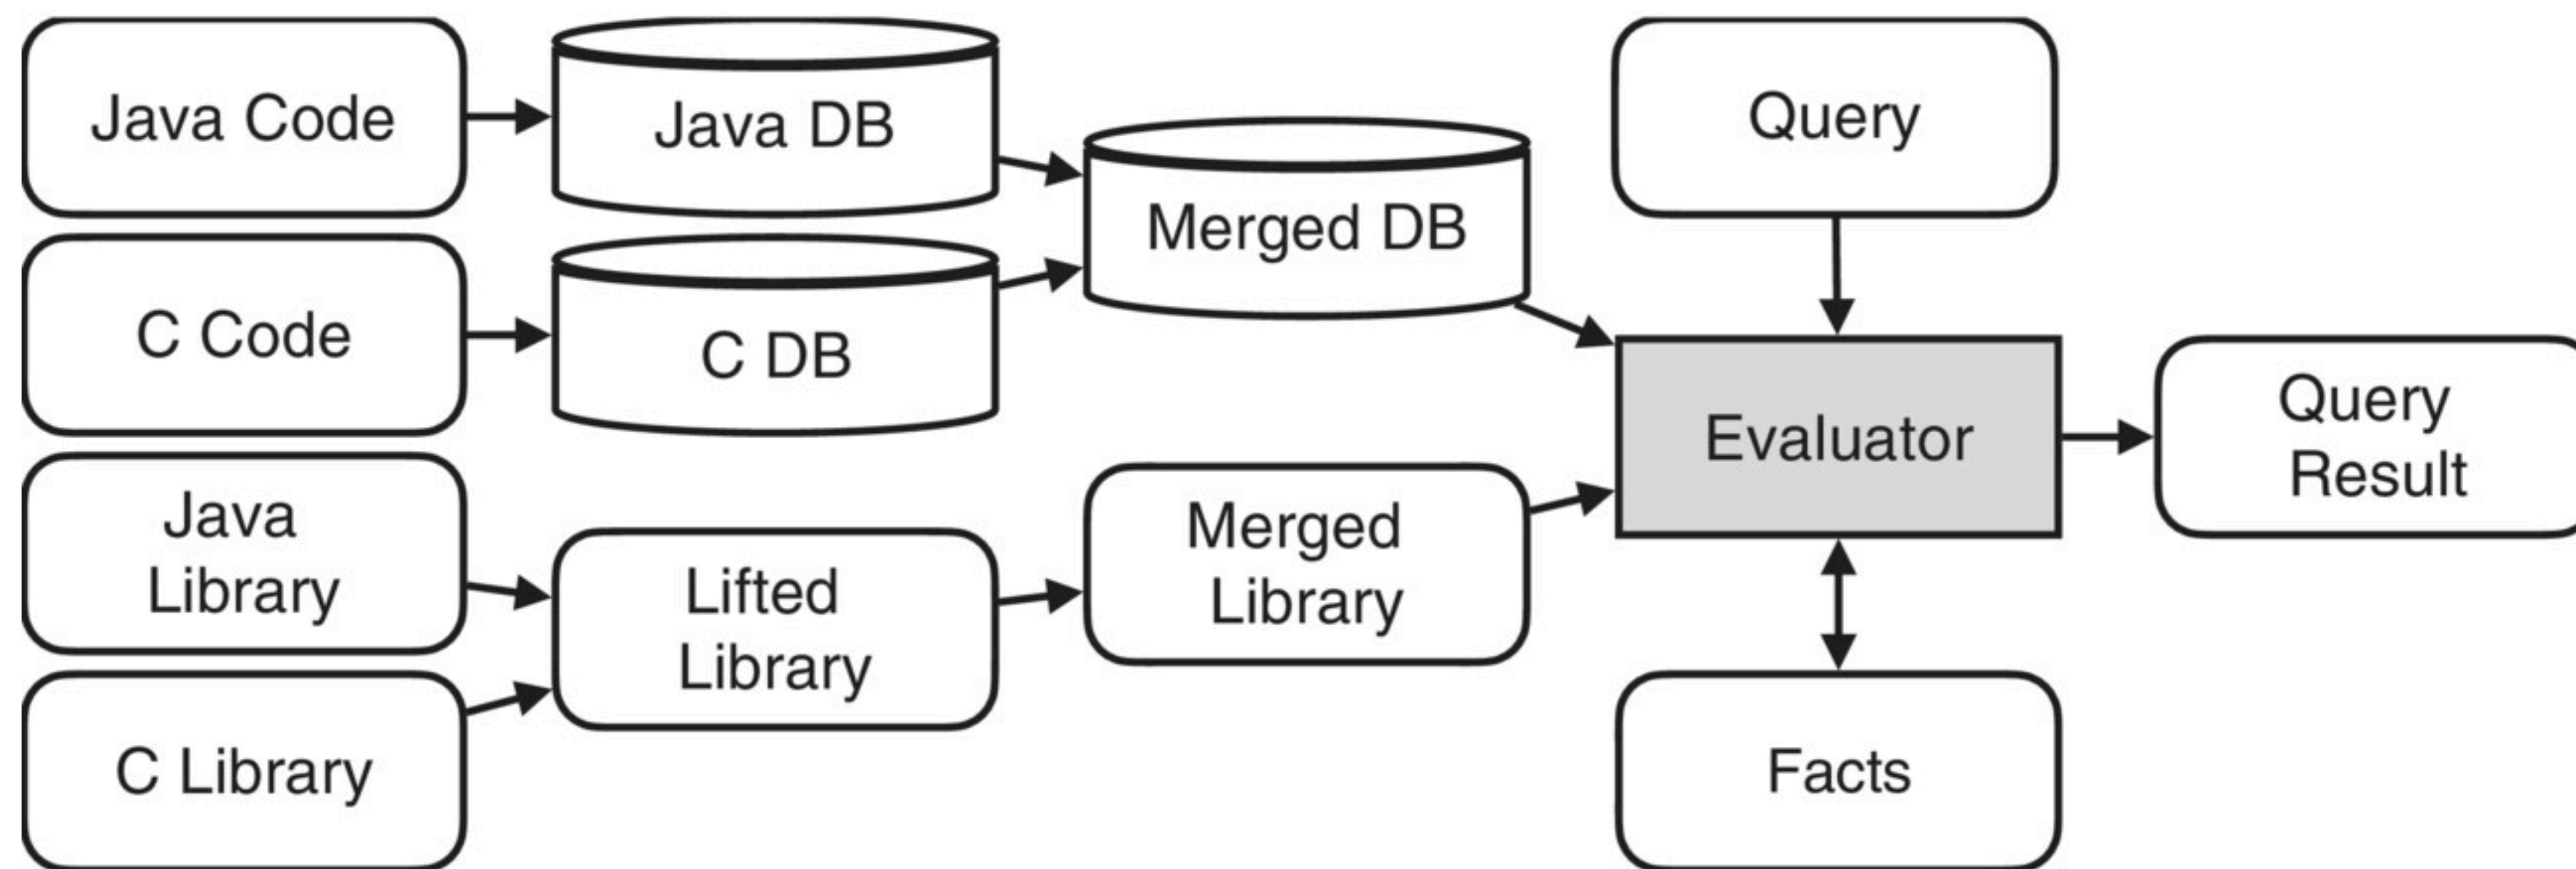 Java Code
Java DB
Query
Merged DB
C Code
C DB
Query
Result
Evaluator
Java
Library
Merged
Library
Lifted
Library
C Library
Facts